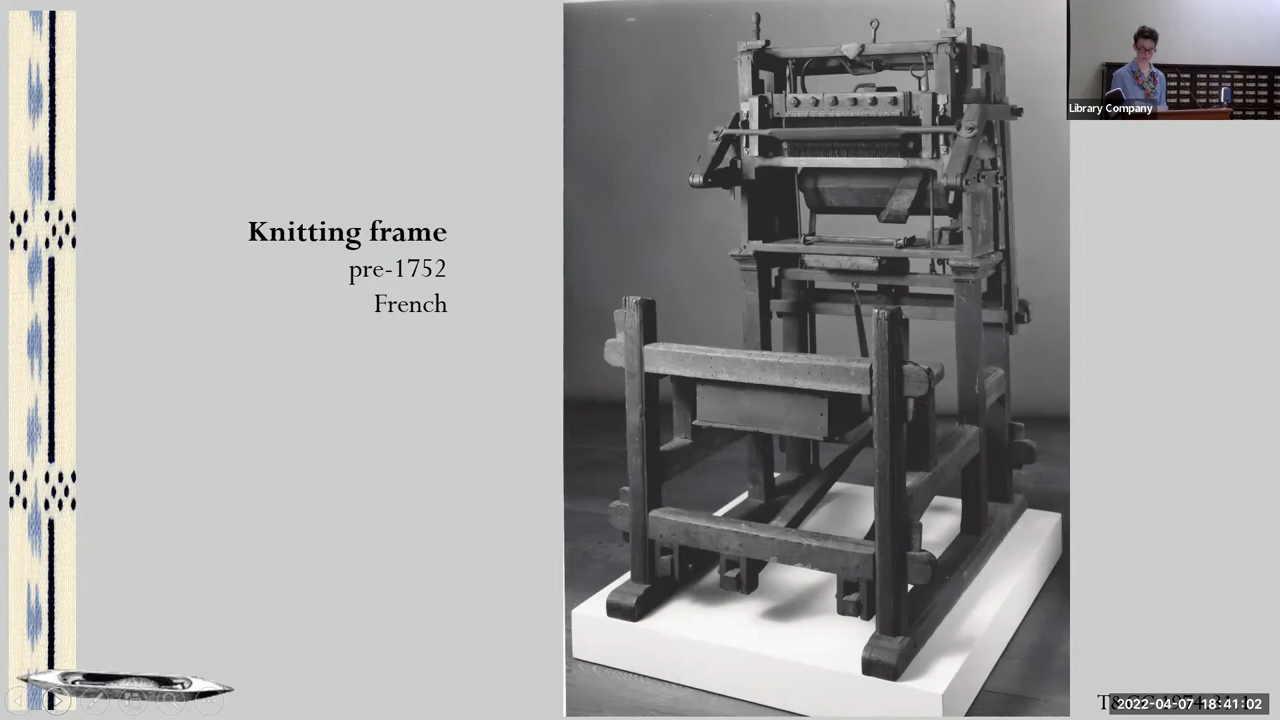 Knitting frame
pre-1752
French
Library Company
2022-04-07 18:41:02